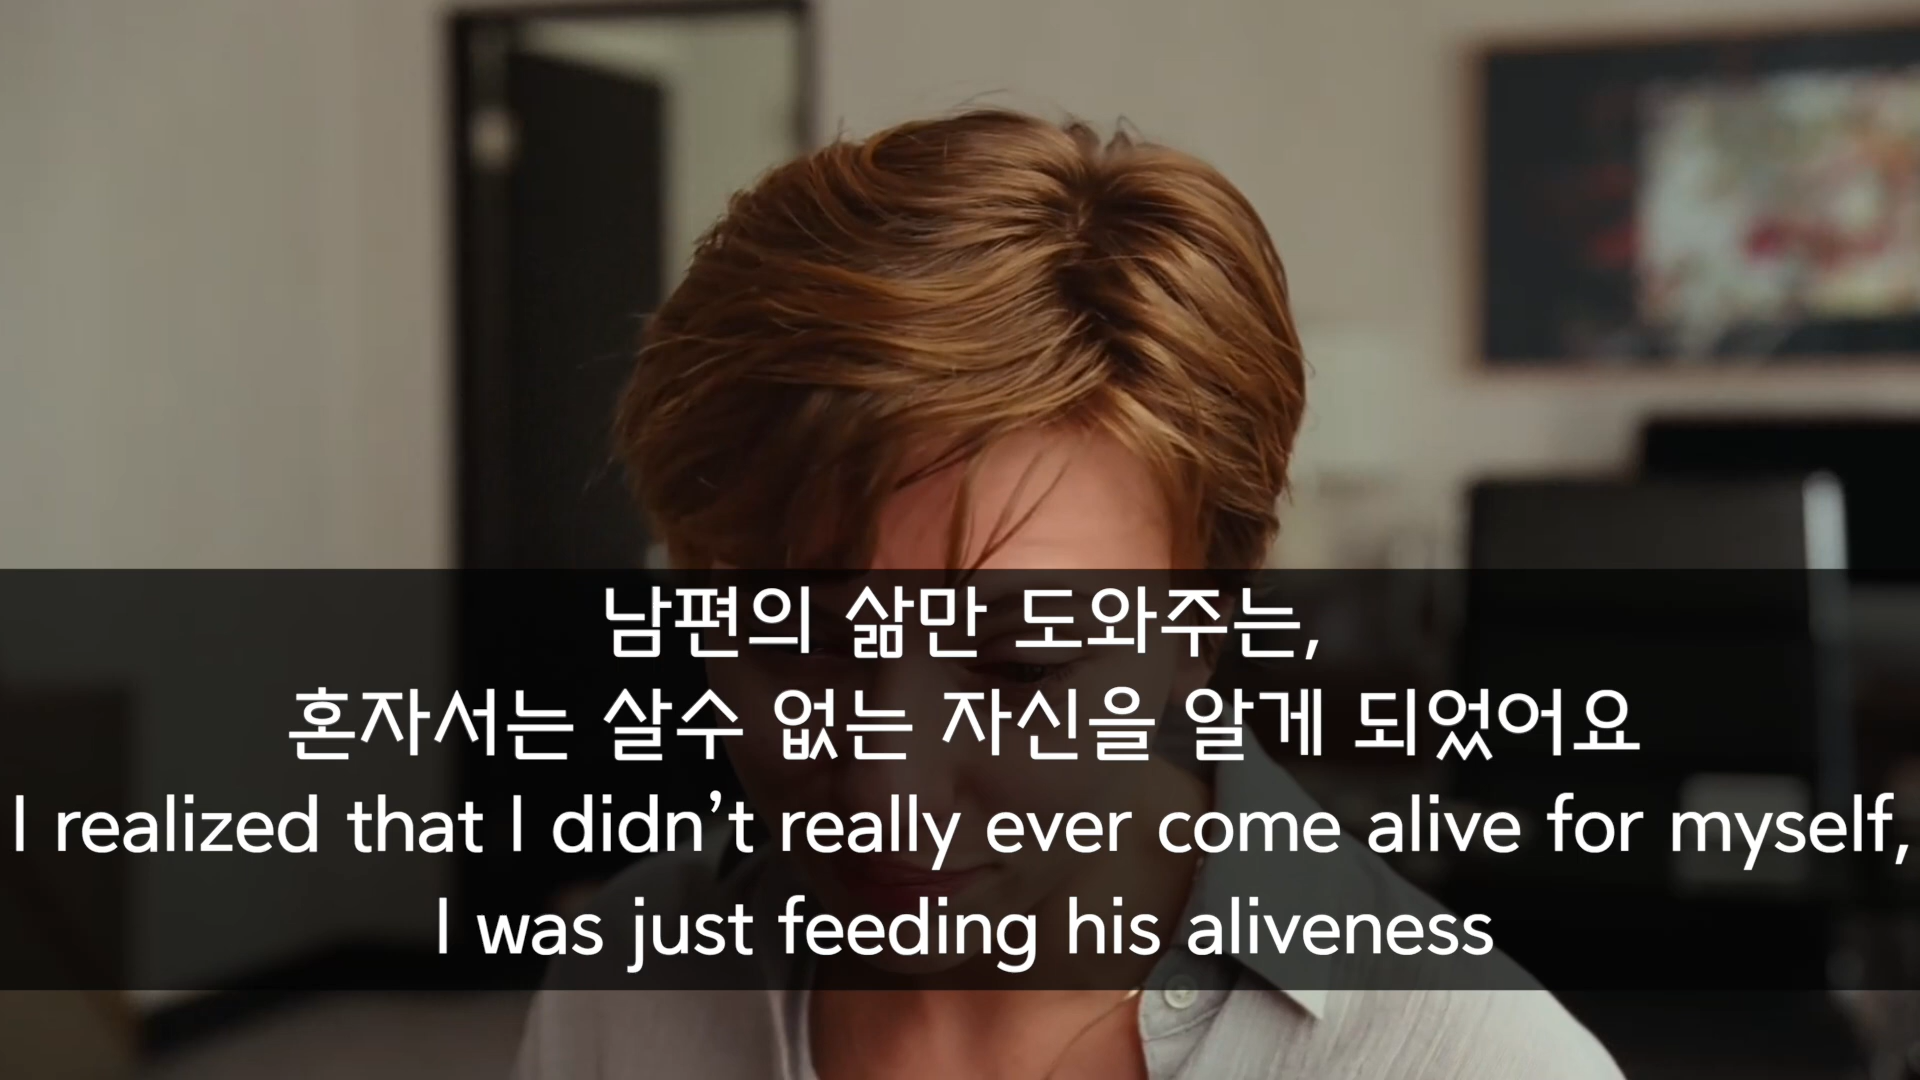 남편의 삶만 도와주는,
혼자서는 살수 없는 자신을 알게 되었어요
I realized that I didn’t really ever come alive for myself,
I was just feeding his aliveness